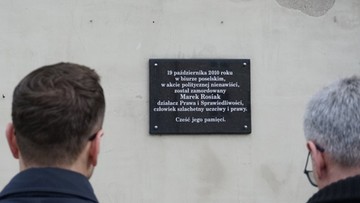 19 października 2010 roku
w biurze poselskim,
w akcie politycznej nienawiści,
został zamordowany
Marek Rosiak
działacz Prawa i Sprawiedliwości,
człowiek szlachetny uczciwy i prawy.
Cześć jego pamięci.